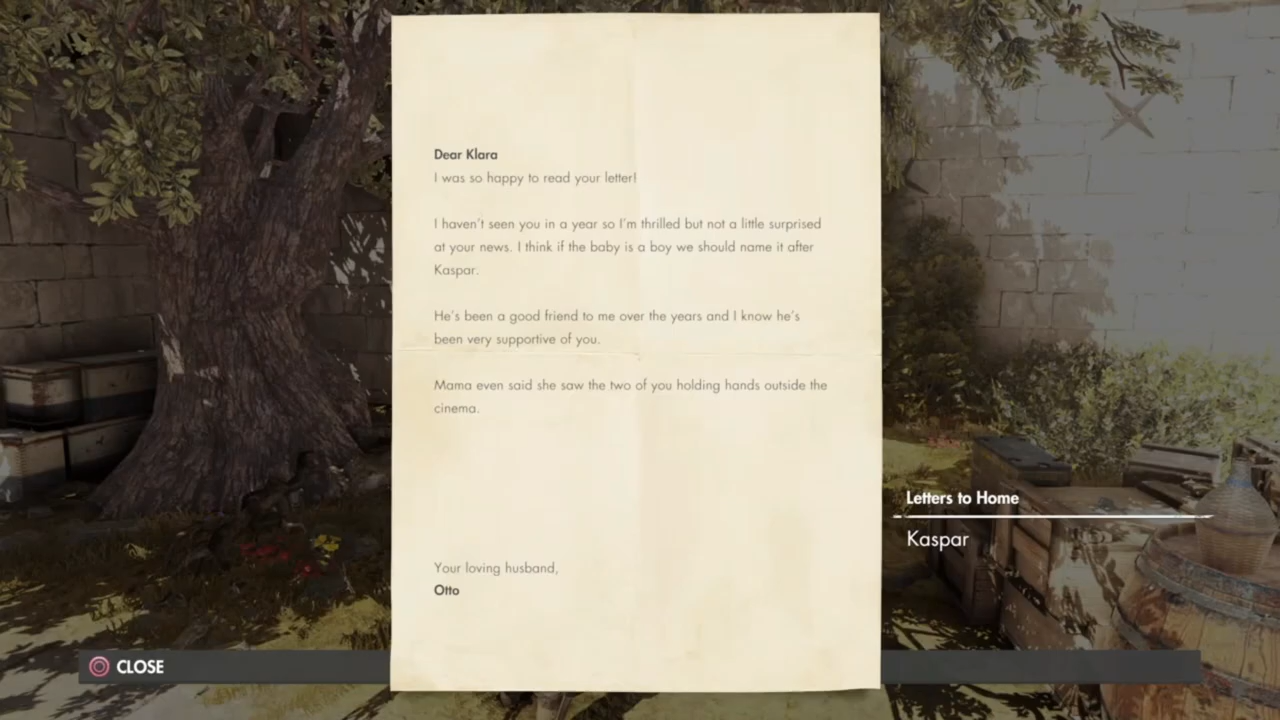 Dear Klara
I was so happy to read your letter!
I haven't seen you in a year so I'm thrilled but not a little surprised
at your news. I think if the baby is a boy we should name it after
Kaspar.
He's been a good friend to me over the years and I know he's
been very supportive of you.
Mama even said she saw the two of you holding hands outside the
cinema.
Your loving husband,
Otto
Letters to Home
Kaspar
CLOSE